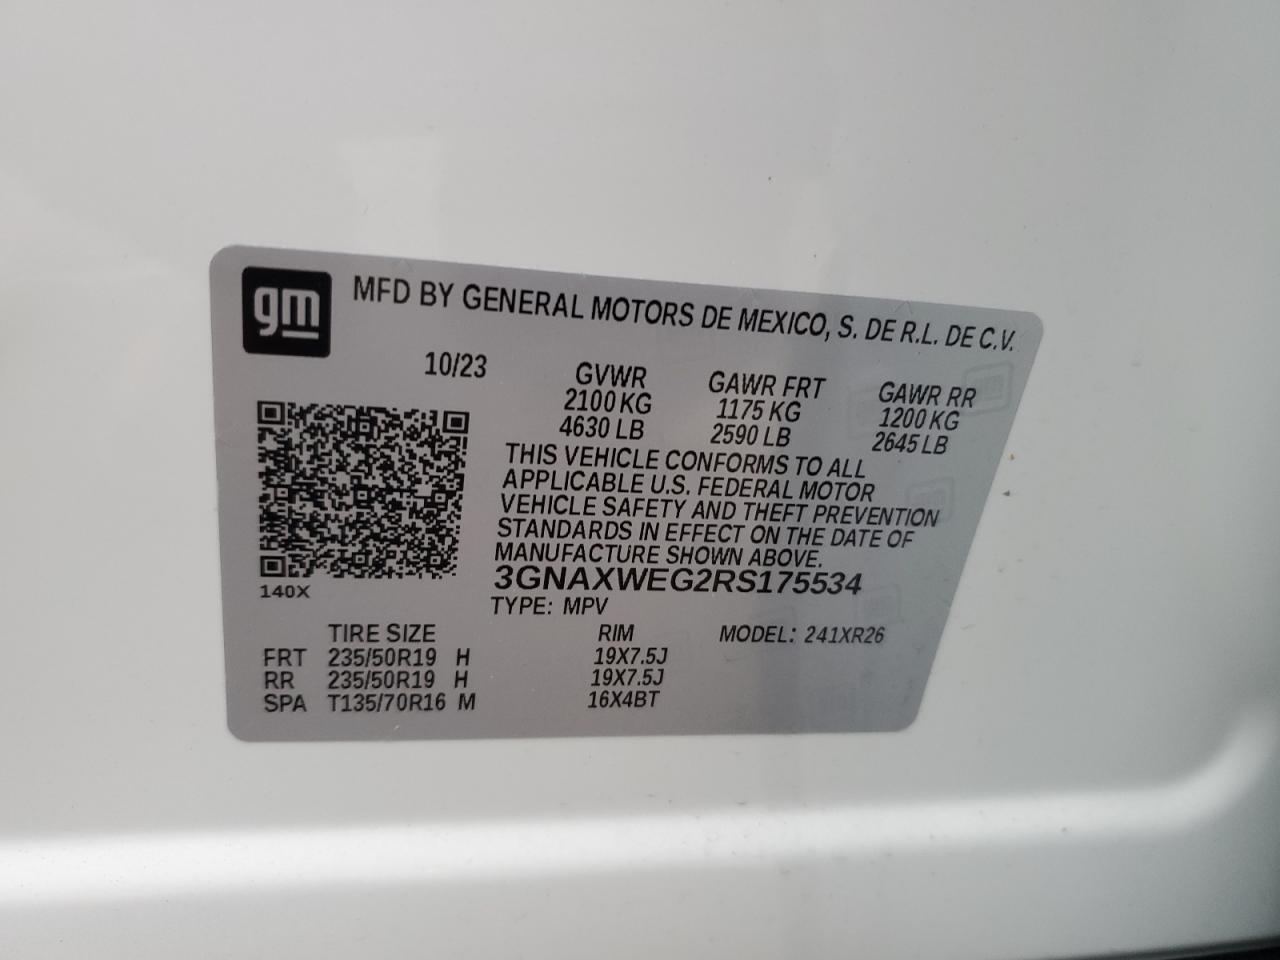 gm
MFD BY GENERAL MOTORS DE MEXICO, S. DE R.L. DE C.V.
10/23
GVWR GAWR FRT GAWR RR
2100 KG 1175 KG 1200 KG
4630 LB 2590 LB 2645 LB
THIS VEHICLE CONFORMS TO ALL
APPLICABLE U.S. FEDERAL MOTOR
VEHICLE SAFETY AND THEFT PREVENTION
STANDARDS IN EFFECT ON THE DATE OF
MANUFACTURE SHOWN ABOVE.
3GNAXWEG2RS175534
140X
TYPE: MPV
TIRE SIZE RIM MODEL: 241XR26
FRT 235/50R19 H 19X7.5J
RR 235/50R19 H 19X7.5J
SPA T135/70R16 M 16X4BT